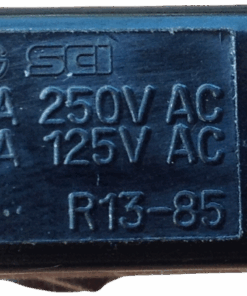 SCI
A 250V AC
A 125V AC
... R13-85